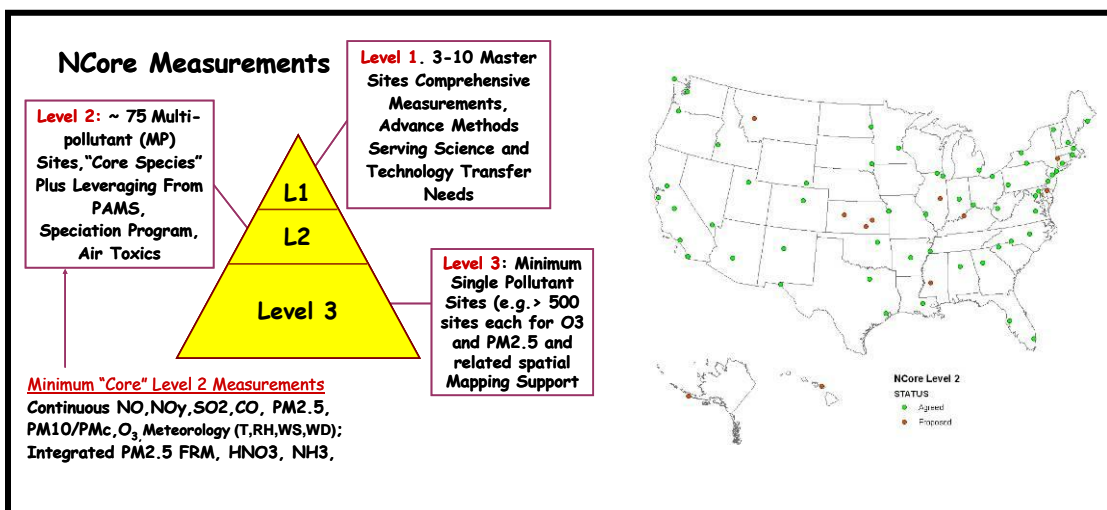 NCore Measurements
Level 1. 3-10 Master
Sites Comprehensive
Measurements,
Advance Methods
Serving Science and
Technology Transfer
Needs
Level 2: ~ 75 Multi-
pollutant (MP)
Sites,“Core Species”
Plus Leveraging From
PAMS,
Speciation Program,
Air Toxics
L1
L2
Level 3
Level 3: Minimum
Single Pollutant
Sites (e.g.> 500
sites each for O3
and PM2.5 and
related spatial
Mapping Support
Minimum “Core” Level 2 Measurements
Continuous NO,NOy,SO2,CO, PM2.5,
PM10/PMc,O3, Meteorology (T,RH,WS,WD);
Integrated PM2.5 FRM, HNO3, NH3,
NCore Level 2
STATUS
Agreed
Proposed